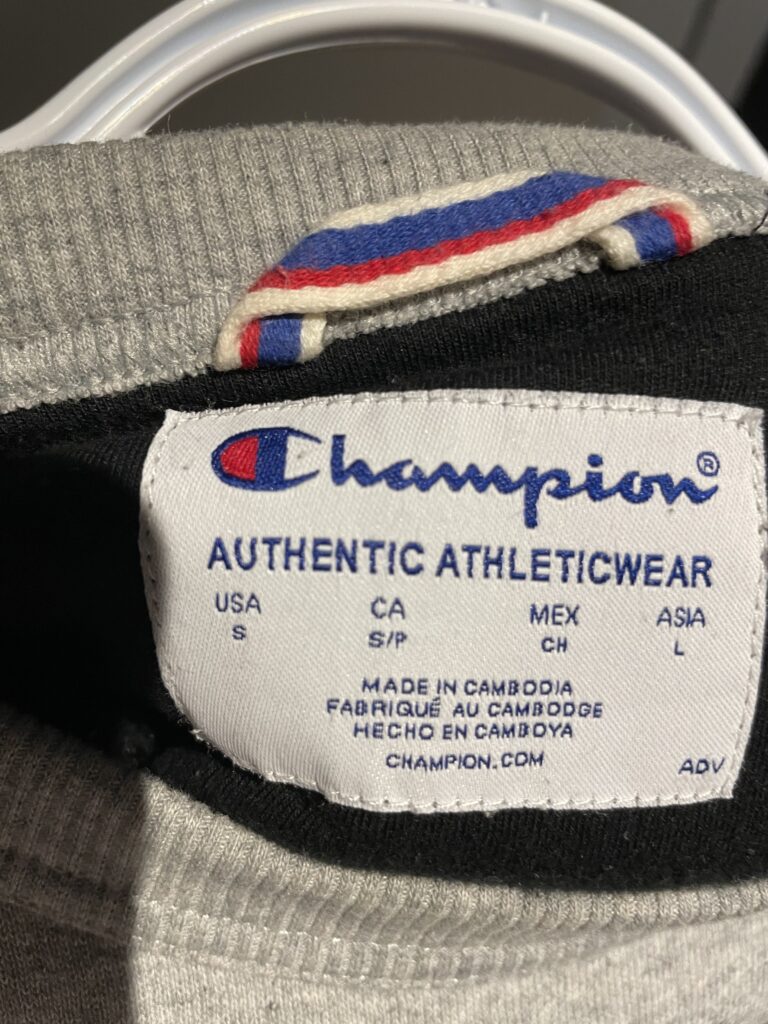 Champion®
AUTHENTIC ATHLETICWEAR
USA CA MEX ASIA
S S/P CH L
MADE IN CAMBODIA
FABRIQUÉ AU CAMBODGE
HECHO EN CAMBOYA
CHAMPION.COM
ADV